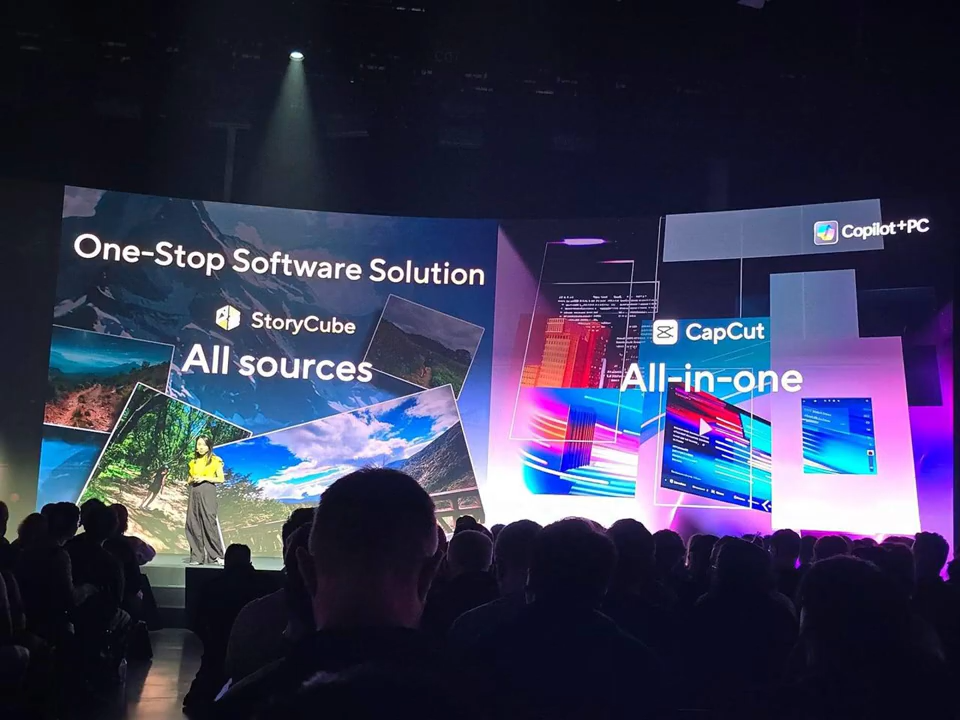 One-Stop Software Solution
StoryCube
All sources
Copilot+PC
CapCut
All-in-one